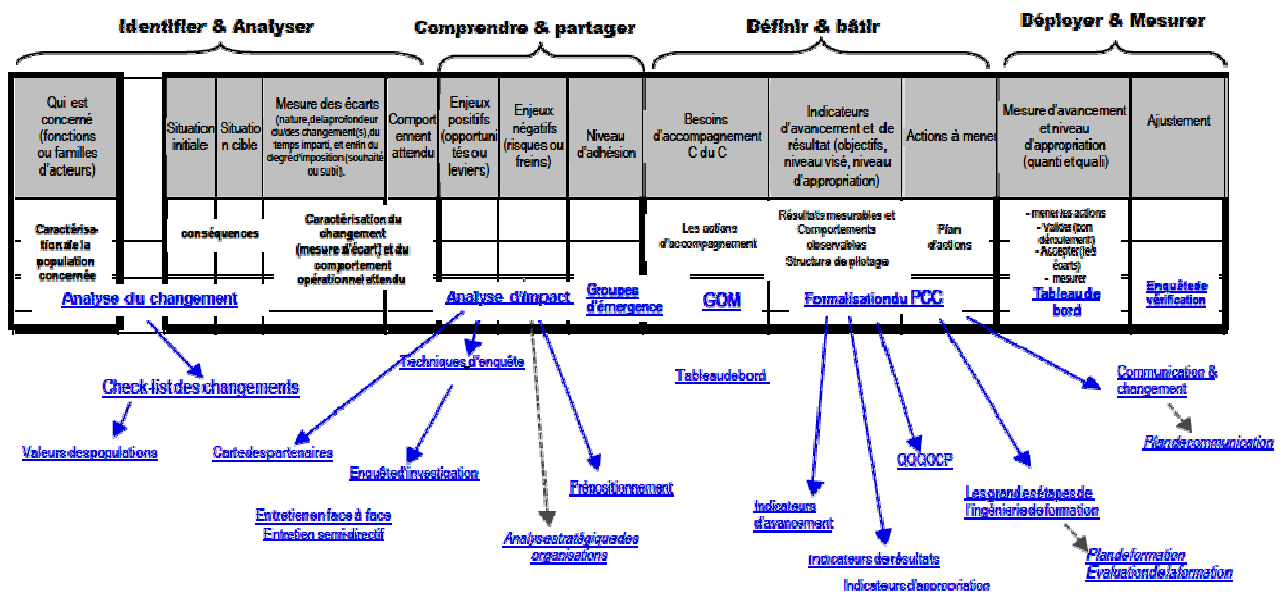 Identifier & Analyser
Comprendre & partager
Définir & bâtir
Déployer & Mesurer
Qui est
concerné
(fonctions
ou familles
d'acteurs)
Situation
initiale
Situatio
n cible
Mesure des écarts
(nature, delaprofondeur
du/des changement(s), du
temps imparti, et enfin du
degré d'imposition (souhaité
ou subi)).
Comport
ement
attendu
Enjeux
positifs
(opportuni
tés ou
leviers)
Enjeux
négatifs
(risques ou
freins)
Niveau
d'adhésion
Besoins
d'accompagnement
C du C
Indicateurs
d'avancement et de
résultat (objectifs,
niveau visé, niveau
d'appropriation)
Actions à mener
Mesure d'avancement
et niveau
d'appropriation
(quanti et quali)
Ajustement
Caractérisa-
tion de la
population
concernée
conséquences
Caractérisation du
changement
(mesure d'écart) et du
comportement
opérationnel attendu
Les actions
d'accompagnement
Résultats mesurables et
Comportements
observables
Structure de pilotage
Plan
d'actions
- mener les actions
- Valider (bon
déroulement)
- Accepter (les
écarts)
- mesurer
Analyse du changement
Analyse d'impact
Groupes
d'émergence
GOM
Formalisation du PCC
Tableau de
bord
Enquête de
vérification
Techniques d'enquête
Check-list des changements
Tableau de bord
Communication &
changement
Valeurs des populations
Carte des partenaires
Enquête d'investigation
Prépositionnement
QQQOCP
Plan de communication
Entretien en face à face
Entretien semi-directif
Analyse stratégique des
organisations
Indicateurs
d'avancement
Les grandes étapes de
l'ingénierie de formation
Indicateurs de résultats
Indicateurs d'appropriation
Plan de formation
Evaluation de la formation